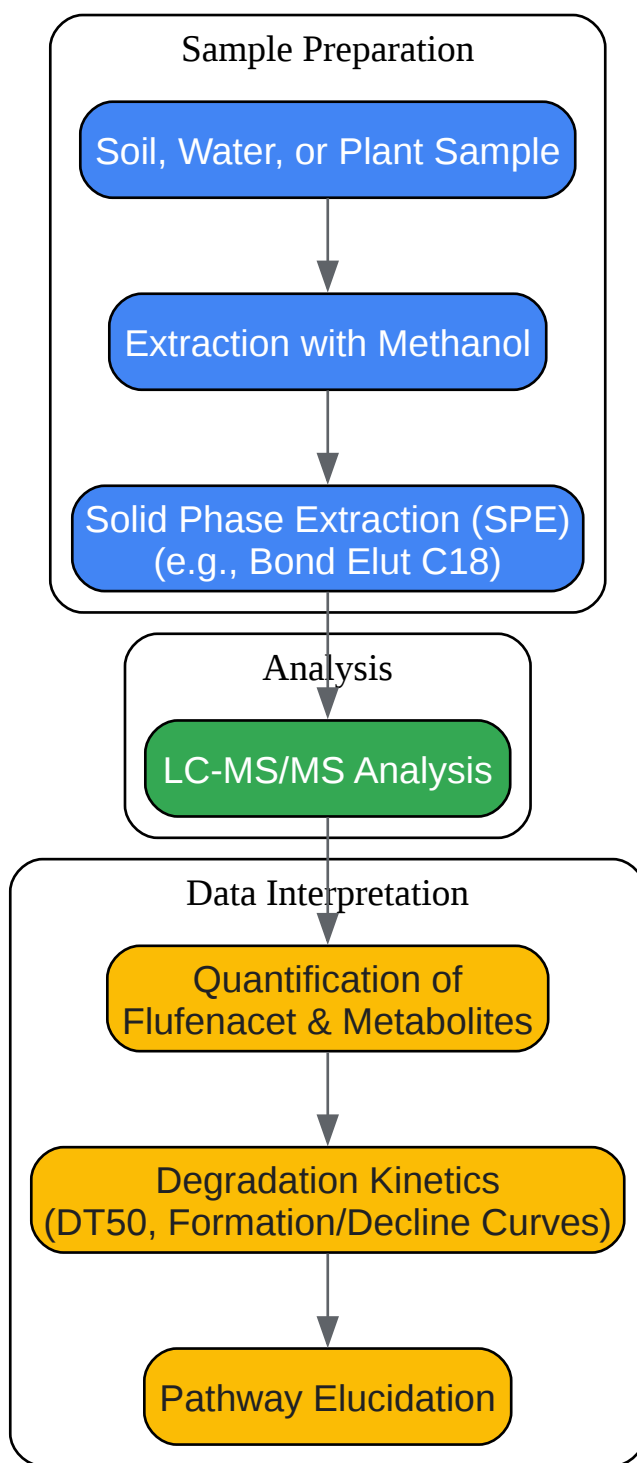 Sample Preparation
Soil, Water, or Plant Sample
Extraction with Methanol
Solid Phase Extraction (SPE)
(e.g., Bond Elut C18)
Analysis
LC-MS/MS Analysis
Data Interpretation
Quantification of
Flufenacet & Metabolites
Degradation Kinetics
(DT50, Formation/Decline Curves)
Pathway Elucidation